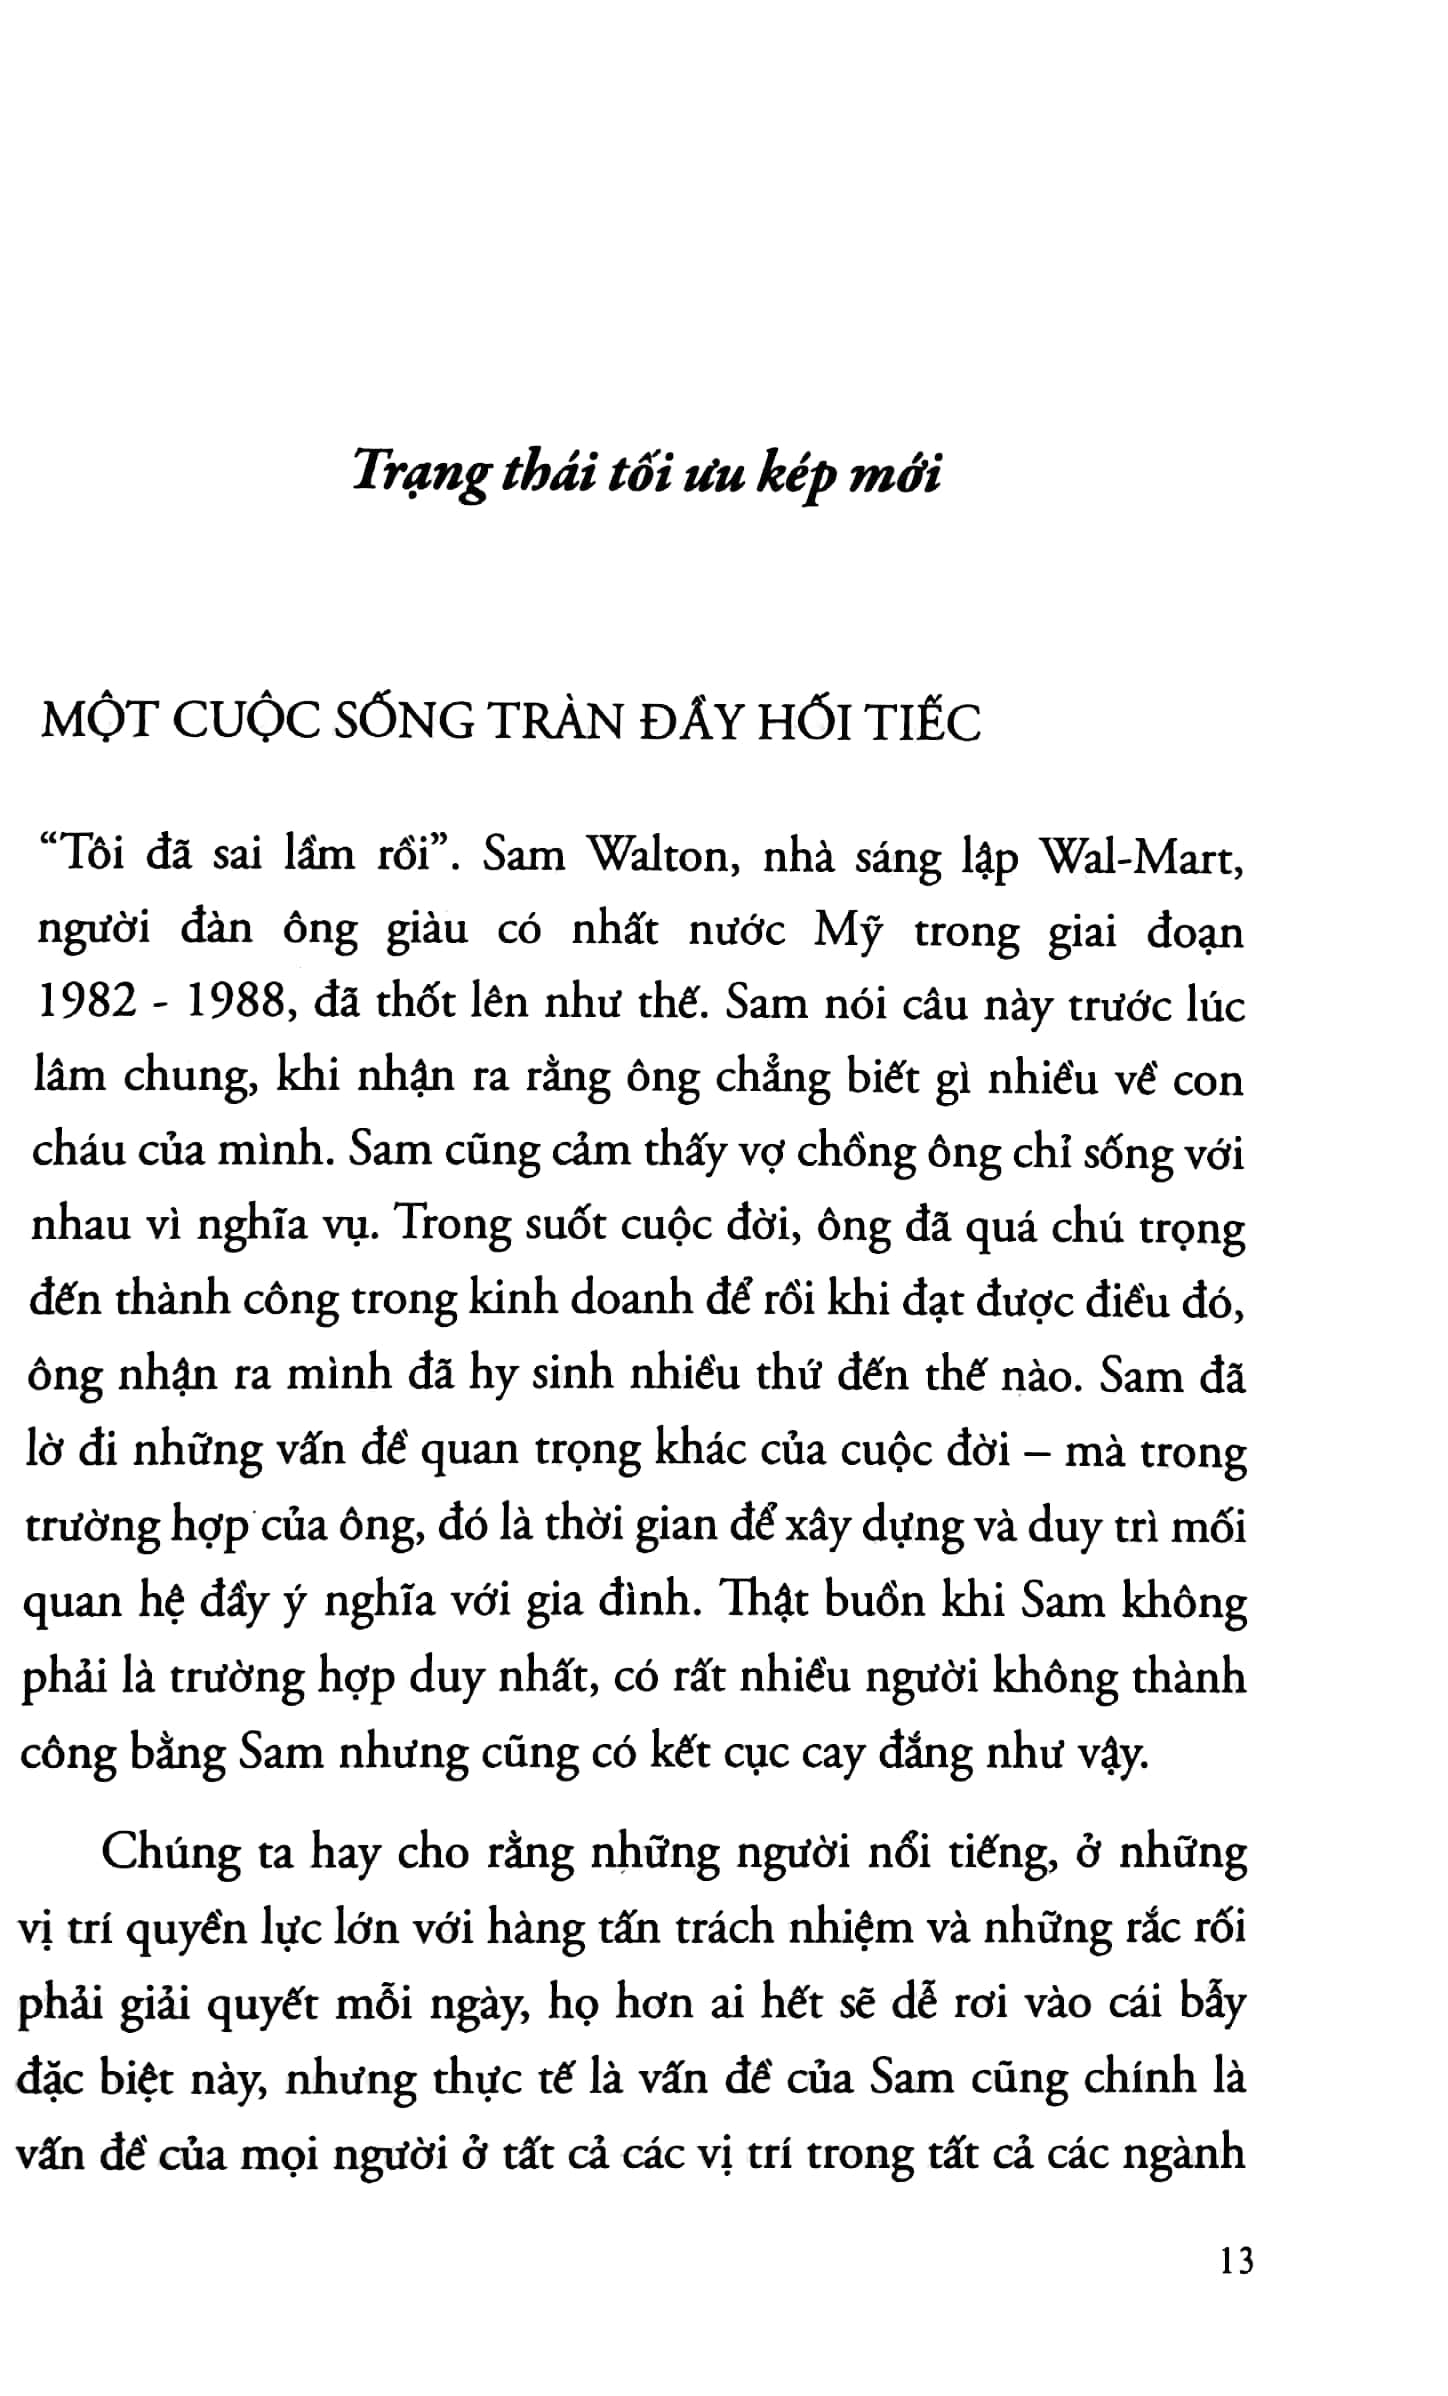 Trạng thái tối ưu kép mới
MỘT CUỘC SỐNG TRÀN ĐẦY HỐI TIẾC
“Tôi đã sai lầm rồi”. Sam Walton, nhà sáng lập Wal-Mart,
người đàn ông giàu có nhất nước Mỹ trong giai đoạn
1982 - 1988, đã thốt lên như thế. Sam nói câu này trước lúc
lâm chung, khi nhận ra rằng ông chẳng biết gì nhiều về con
cháu của mình. Sam cũng cảm thấy vợ chồng ông chỉ sống với
nhau vì nghĩa vụ. Trong suốt cuộc đời, ông đã quá chú trọng
đến thành công trong kinh doanh để rồi khi đạt được điều đó,
ông nhận ra mình đã hy sinh nhiều thứ đến thế nào. Sam đã
lờ đi những vấn đề quan trọng khác của cuộc đời – mà trong
trường hợp của ông, đó là thời gian để xây dựng và duy trì mối
quan hệ đầy ý nghĩa với gia đình. Thật buồn khi Sam không
phải là trường hợp duy nhất, có rất nhiều người không thành
công bằng Sam nhưng cũng có kết cục cay đắng như vậy.
Chúng ta hay cho rằng những người nổi tiếng, ở những
vị trí quyền lực lớn với hàng tấn trách nhiệm và những rắc rối
phải giải quyết mỗi ngày, họ hơn ai hết sẽ dễ rơi vào cái bẫy
đặc biệt này, nhưng thực tế là vấn đề của Sam cũng chính là
vấn đề của mọi người ở tất cả các vị trí trong tất cả các ngành
13